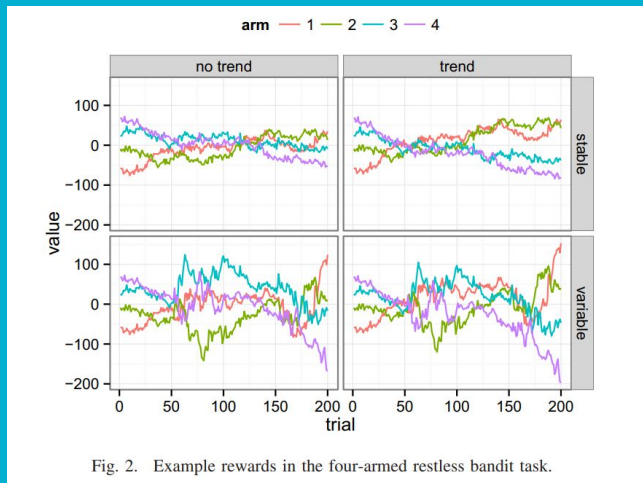 arm 1 2 3 4
no trend trend
100
0
−100
−200
stable
value
100
0
−100
−200
variable
0 50 100 150 200 0 50 100 150 200
trial
Fig. 2. Example rewards in the four-armed restless bandit task.